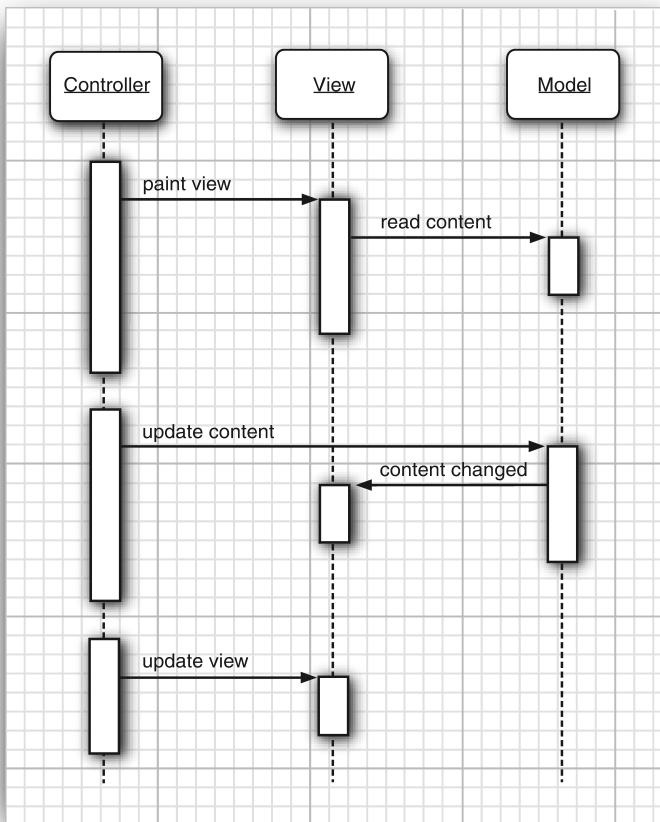 Controller
View
Model
paint view
read content
update content
content changed
update view